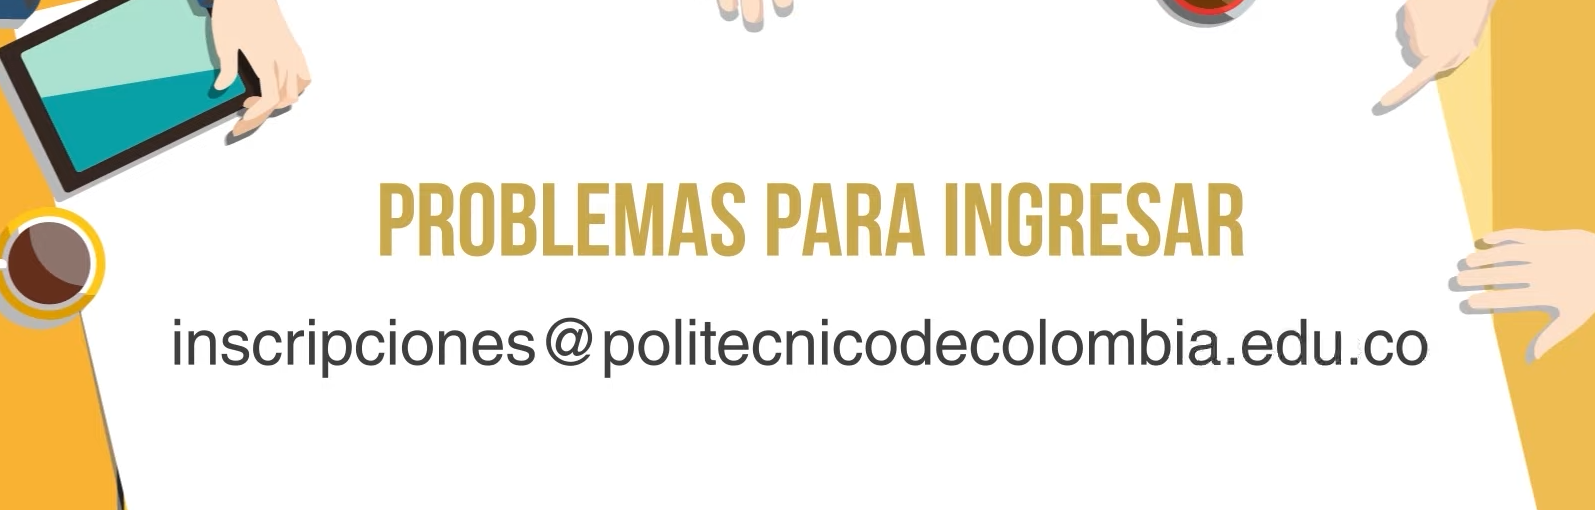 PROBLEMAS PARA INGRESAR
inscripciones@politecnicodecolombia.edu.co